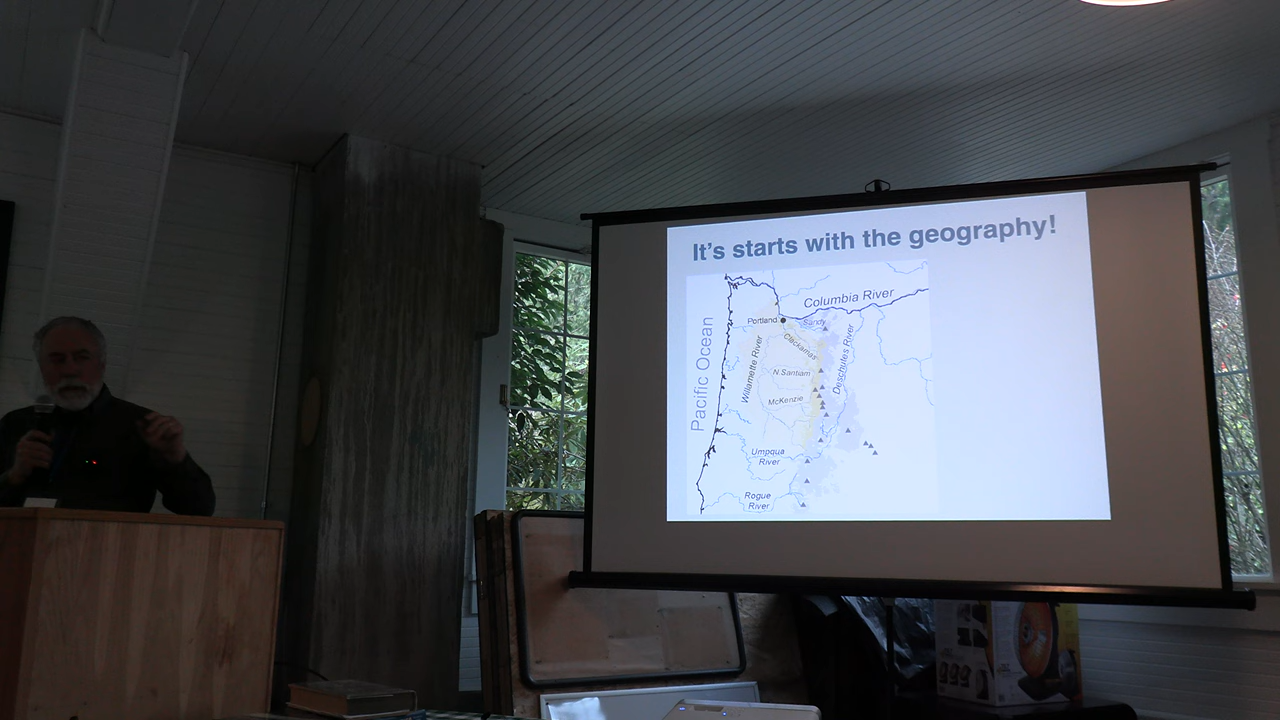 It's starts with the geography!
Columbia River
Portland
Sandy
Pacific Ocean
Willamette River
Clackamas
Deschutes River
N Santiam
McKenzie
Umpqua
River
Rogue
River